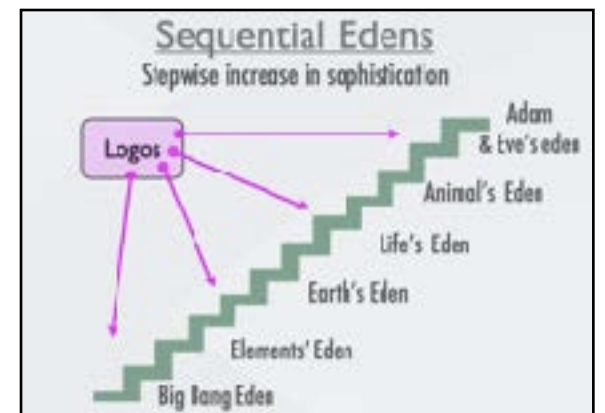 Sequential Edens
Stepwise increase in sophistication
Logos
Adam
& Eve's eden
Animal's Eden
Life's Eden
Earth's Eden
Elements' Eden
Big Bang Eden